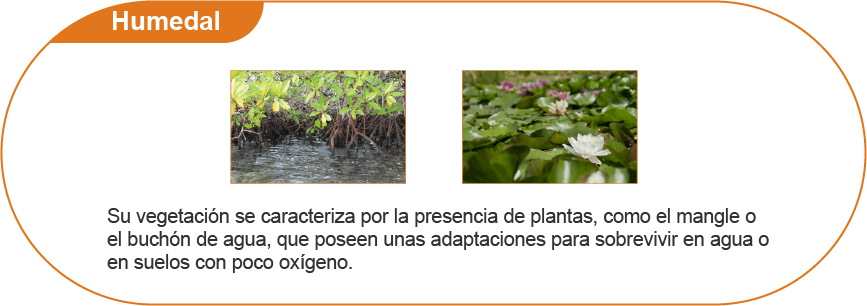 Humedal
Su vegetación se caracteriza por la presencia de plantas, como el mangle o
el buchón de agua, que poseen unas adaptaciones para sobrevivir en agua o
en suelos con poco oxígeno.